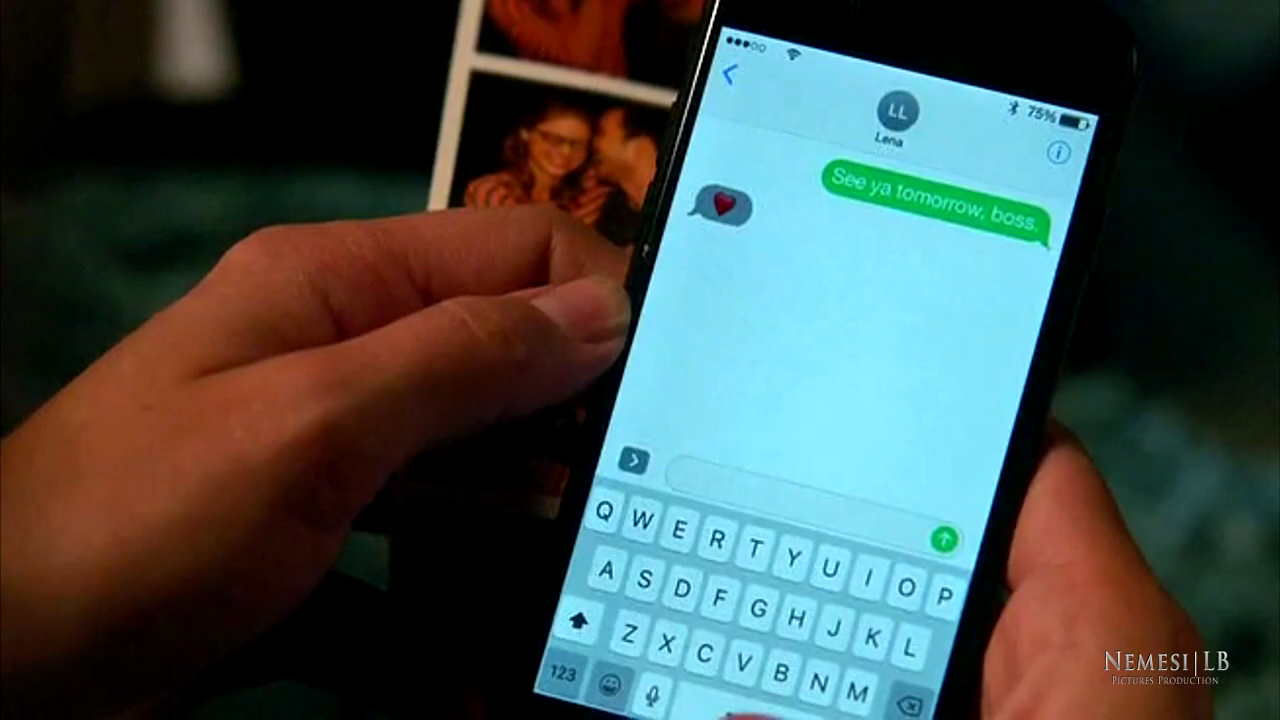 75%
LL
Lena
See ya tomorrow, boss.
Q W E R T Y U I O P
A S D F G H J K L
Z X C V B N M
123
NEMESI|LB
PICTURES PRODUCTION